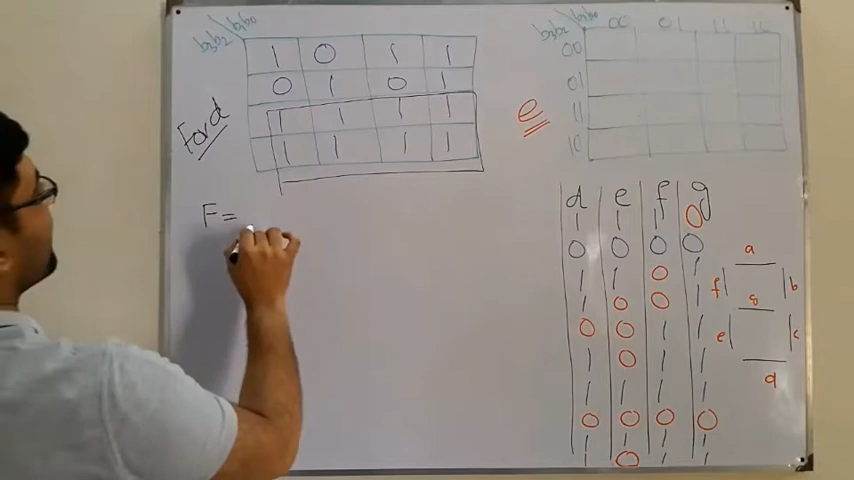 b₁b₀
b₃b₂
1 0 1 1
0 1 0 1
1 1 1 1
1 1 1 1
For d
F =
b₁b₀
b₃b₂
00 01 11 10
00
01
11
10
e
d e f g
1 1 1 0
0 0 0 0
1 1 0 1
1 0 0 1
0 0 1 1
1 0 1 1
1 1 1 1
0 0 0 0
1 1 1 1
1 0 1 1
a
f b
g
e c
d